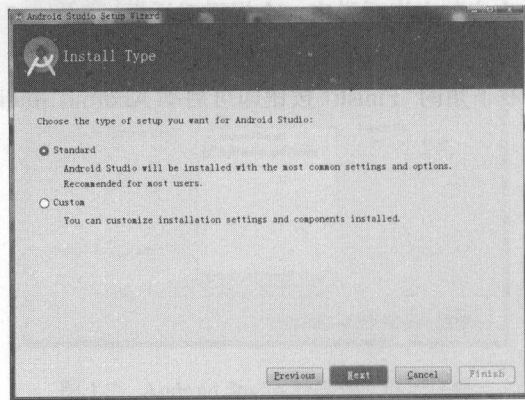 Android Studio Setup Wizard
Install Type
Choose the type of setup you want for Android Studio:
Standard
Android Studio will be installed with the most common settings and options.
Recommended for most users.
Custom
You can customize installation settings and components installed.
Previous
Next
Cancel
Finish